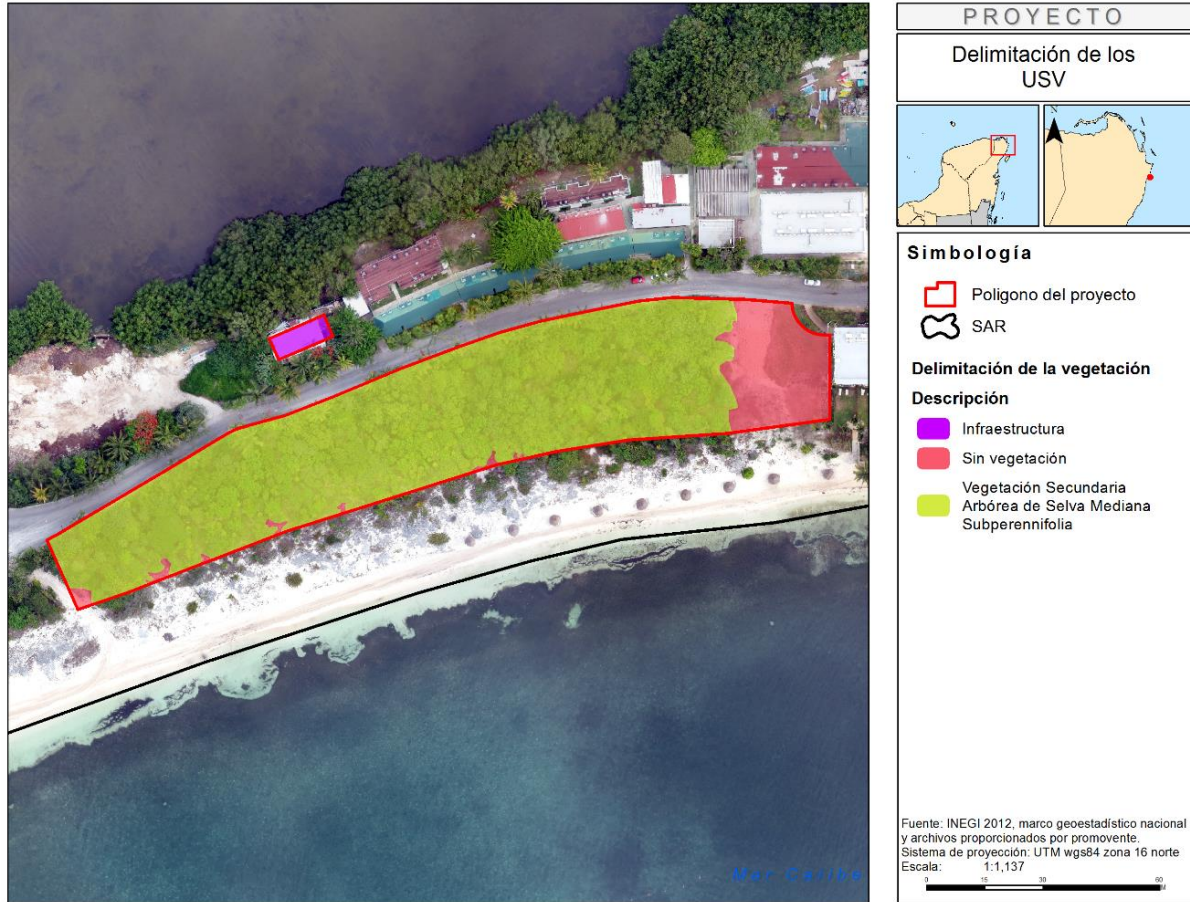 PROYECTO
Delimitación de los
USV
N
Simbología
Poligono del proyecto
SAR
Delimitación de la vegetación
Descripción
Infraestructura
Sin vegetación
Vegetación Secundaria
Arbórea de Selva Mediana
Subperennifolia
Mar Caribe
Fuente: INEGI 2012, marco geoestadístico nacional
y archivos proporcionados por promovente.
Sistema de proyección: UTM wgs84 zona 16 norte
Escala: 1:1,137
0 15 30 60
M